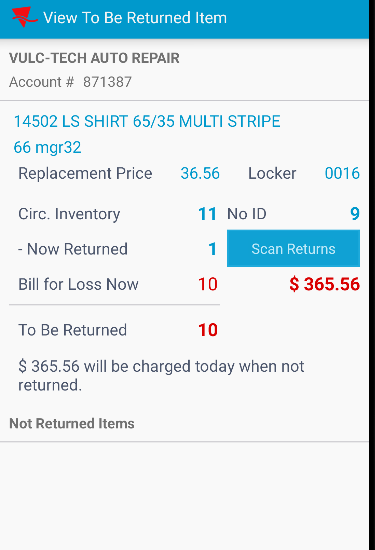 View To Be Returned Item
VULC-TECH AUTO REPAIR
Account # 871387
14502 LS SHIRT 65/35 MULTI STRIPE
66 mgr32
Replacement Price 36.56 Locker 0016
Circ. Inventory 11 No ID 9
- Now Returned 1 Scan Returns
Bill for Loss Now 10 $ 365.56
To Be Returned 10
$ 365.56 will be charged today when not
returned.
Not Returned Items